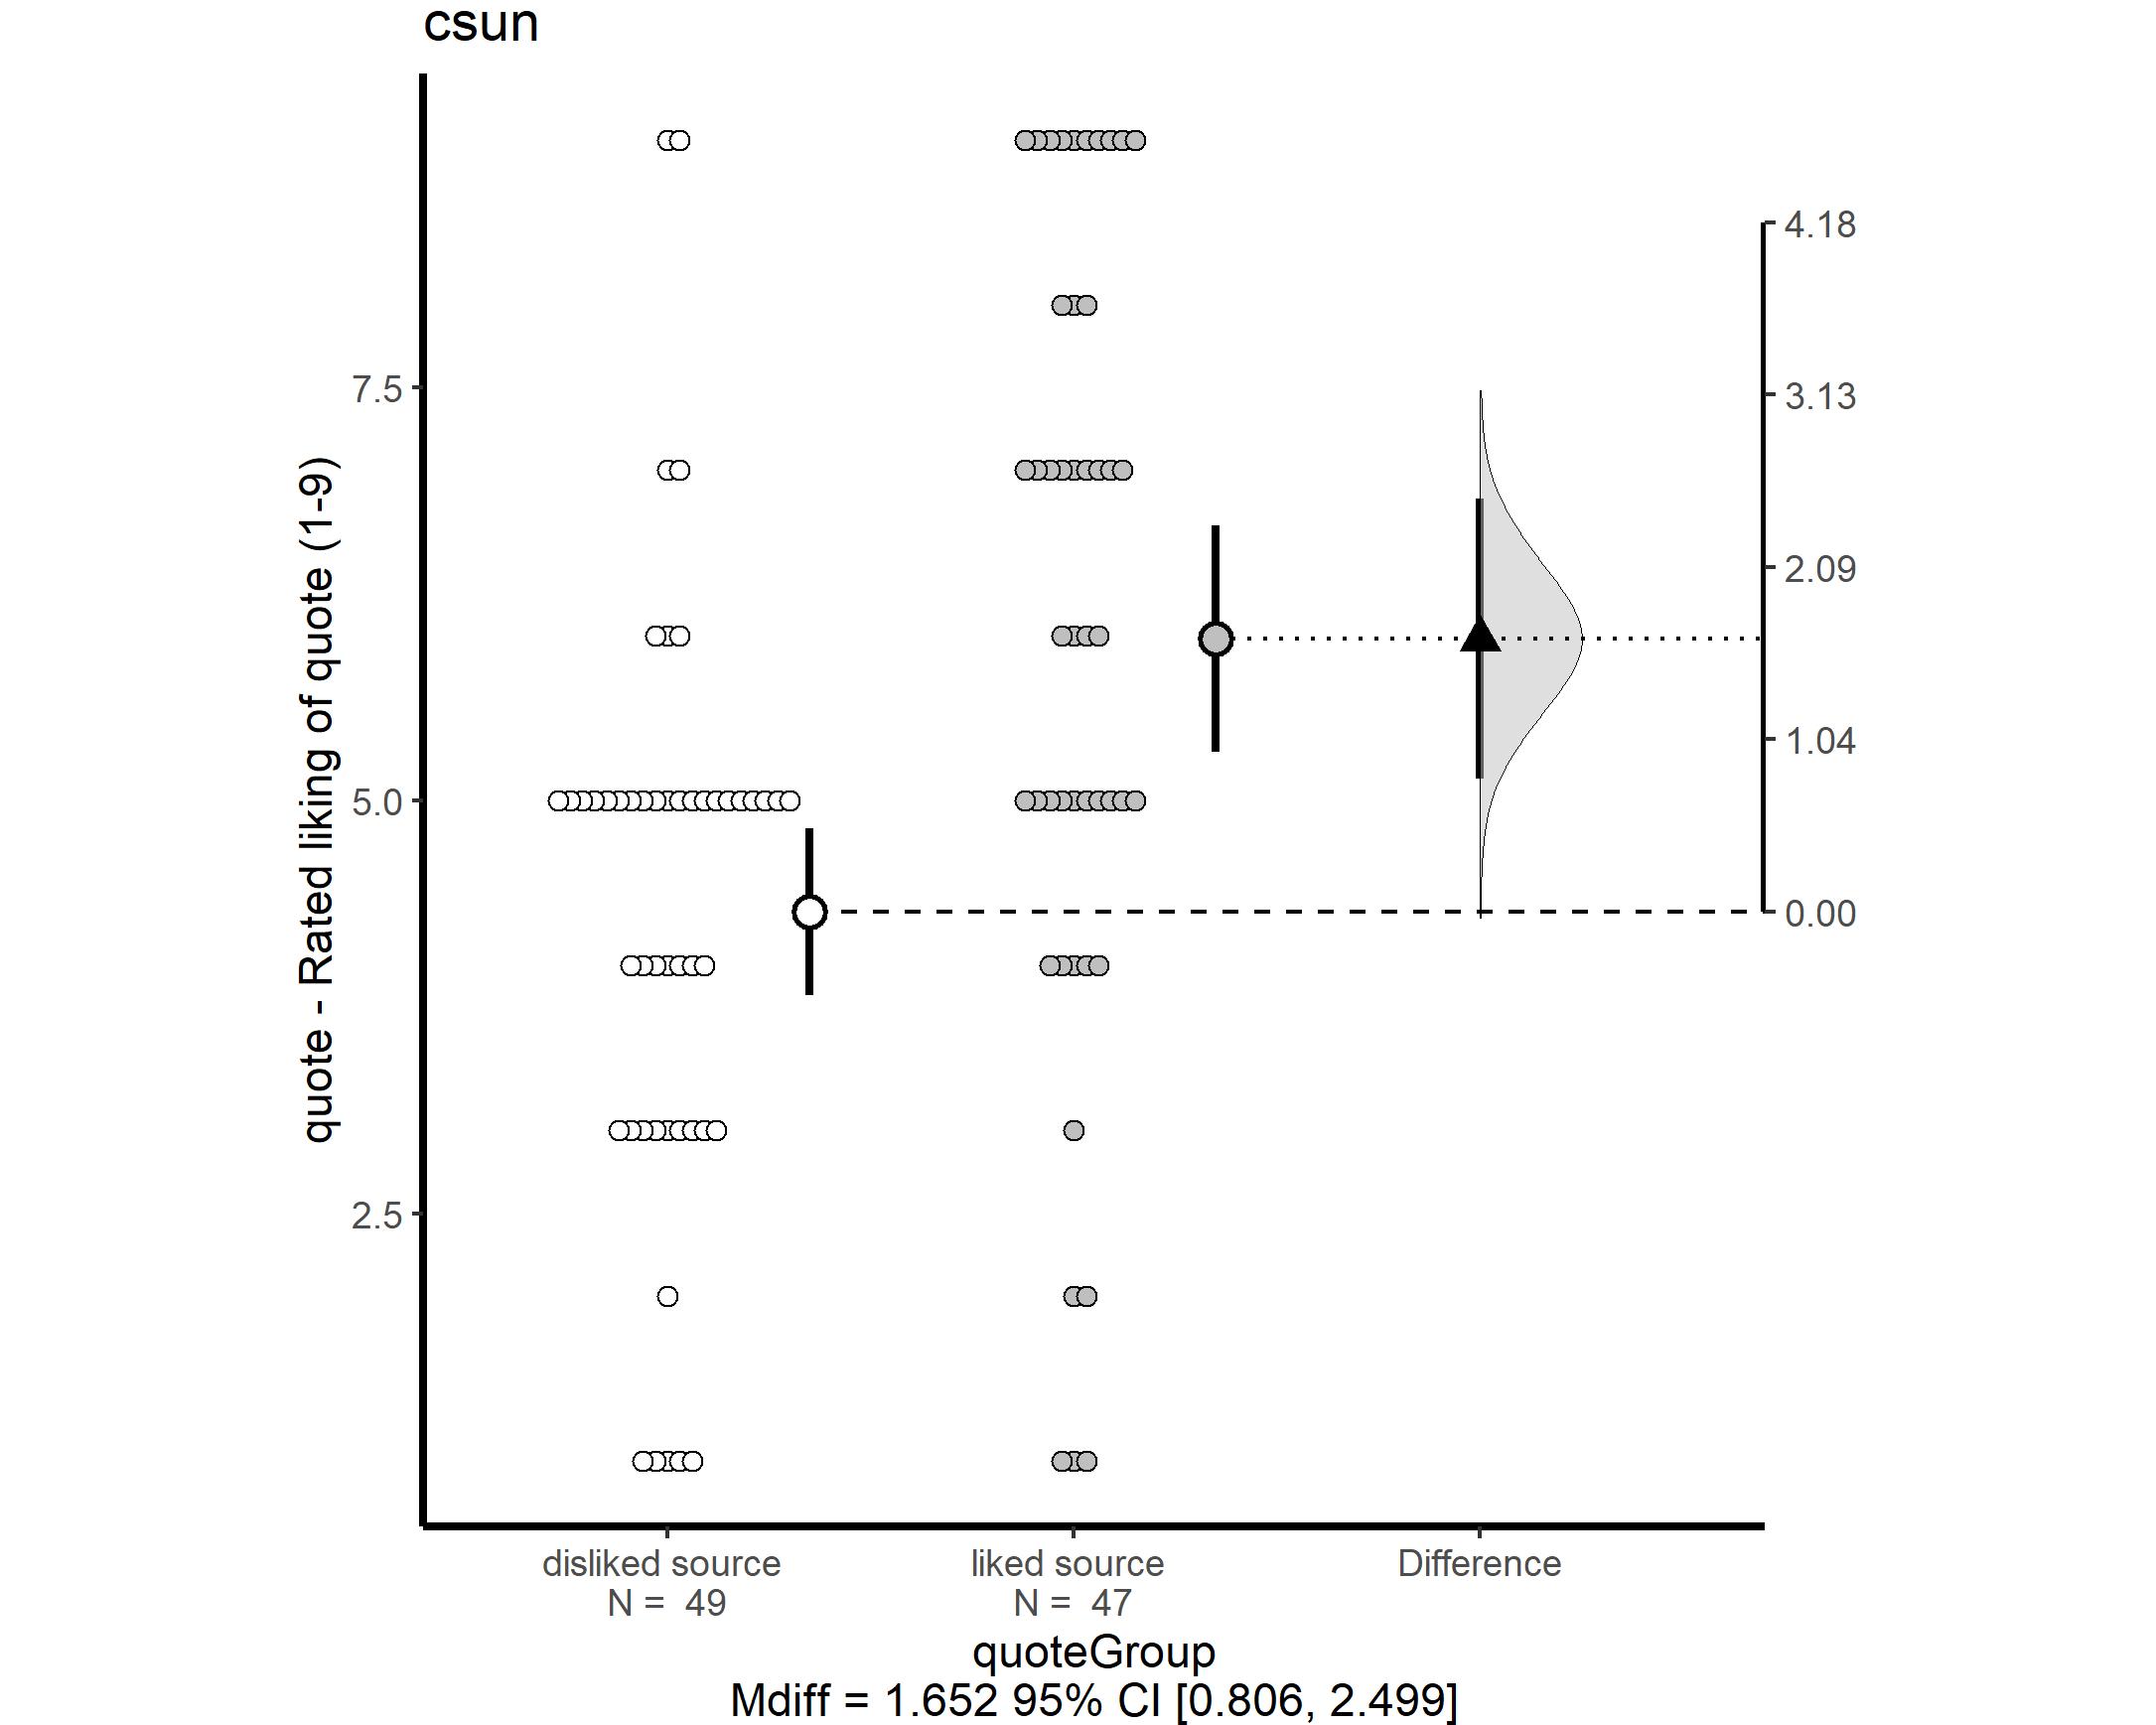 csun
quote - Rated liking of quote (1-9)
7.5
5.0
2.5
4.18
3.13
2.09
1.04
0.00
disliked source
N =  49
liked source
N =  47
Difference
quoteGroup
Mdiff = 1.652 95% CI [0.806, 2.499]